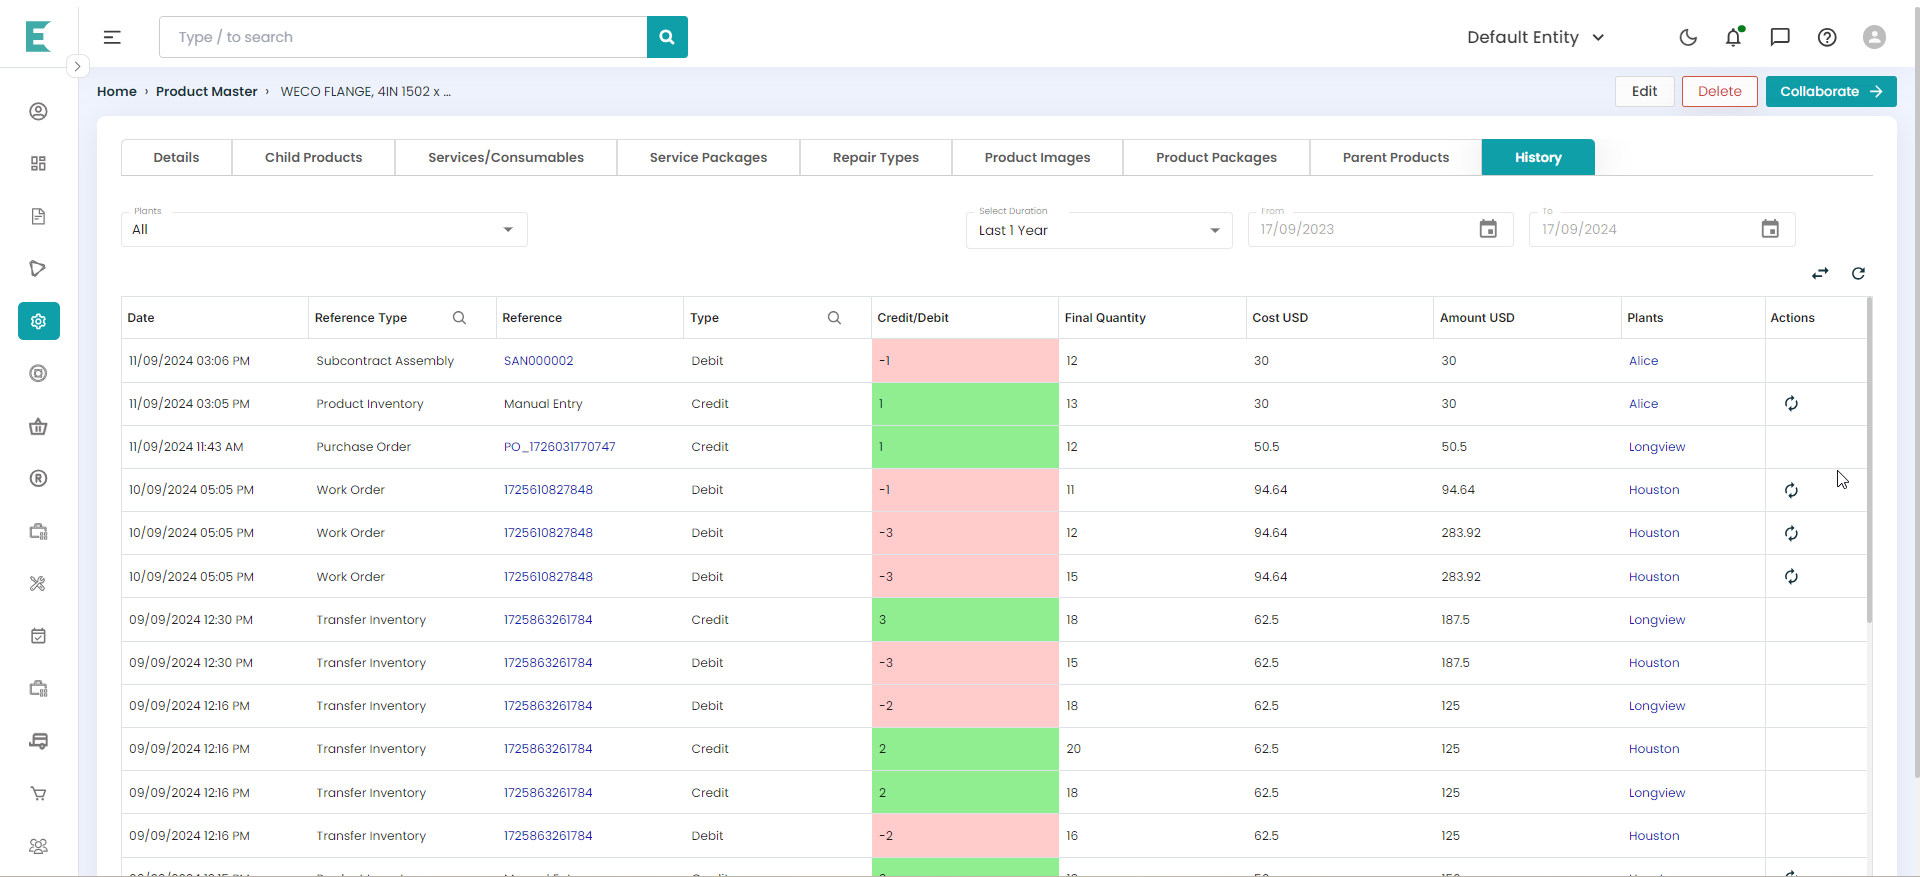 E
Type / to search
Default Entity
Home › Product Master › WECO FLANGE, 4IN 1502 x ...
Edit
Delete
Collaborate
Details
Child Products
Services/Consumables
Service Packages
Repair Types
Product Images
Product Packages
Parent Products
History
Plants
All
Select Duration
Last 1 Year
From
17/09/2023
To
17/09/2024
Date Reference Type Reference Type Credit/Debit Final Quantity Cost USD Amount USD Plants Actions
11/09/2024 03:06 PM Subcontract Assembly SAN000002 Debit -1 12 30 30 Alice
11/09/2024 03:05 PM Product Inventory Manual Entry Credit 1 13 30 30 Alice
11/09/2024 11:43 AM Purchase Order PO_1726031770747 Credit 1 12 50.5 50.5 Longview
10/09/2024 05:05 PM Work Order 1725610827848 Debit -1 11 94.64 94.64 Houston
10/09/2024 05:05 PM Work Order 1725610827848 Debit -3 12 94.64 283.92 Houston
10/09/2024 05:05 PM Work Order 1725610827848 Debit -3 15 94.64 283.92 Houston
09/09/2024 12:30 PM Transfer Inventory 1725863261784 Credit 3 18 62.5 187.5 Longview
09/09/2024 12:30 PM Transfer Inventory 1725863261784 Debit -3 15 62.5 187.5 Houston
09/09/2024 12:16 PM Transfer Inventory 1725863261784 Debit -2 18 62.5 125 Longview
09/09/2024 12:16 PM Transfer Inventory 1725863261784 Credit 2 20 62.5 125 Houston
09/09/2024 12:16 PM Transfer Inventory 1725863261784 Credit 2 18 62.5 125 Longview
09/09/2024 12:16 PM Transfer Inventory 1725863261784 Debit -2 16 62.5 125 Houston